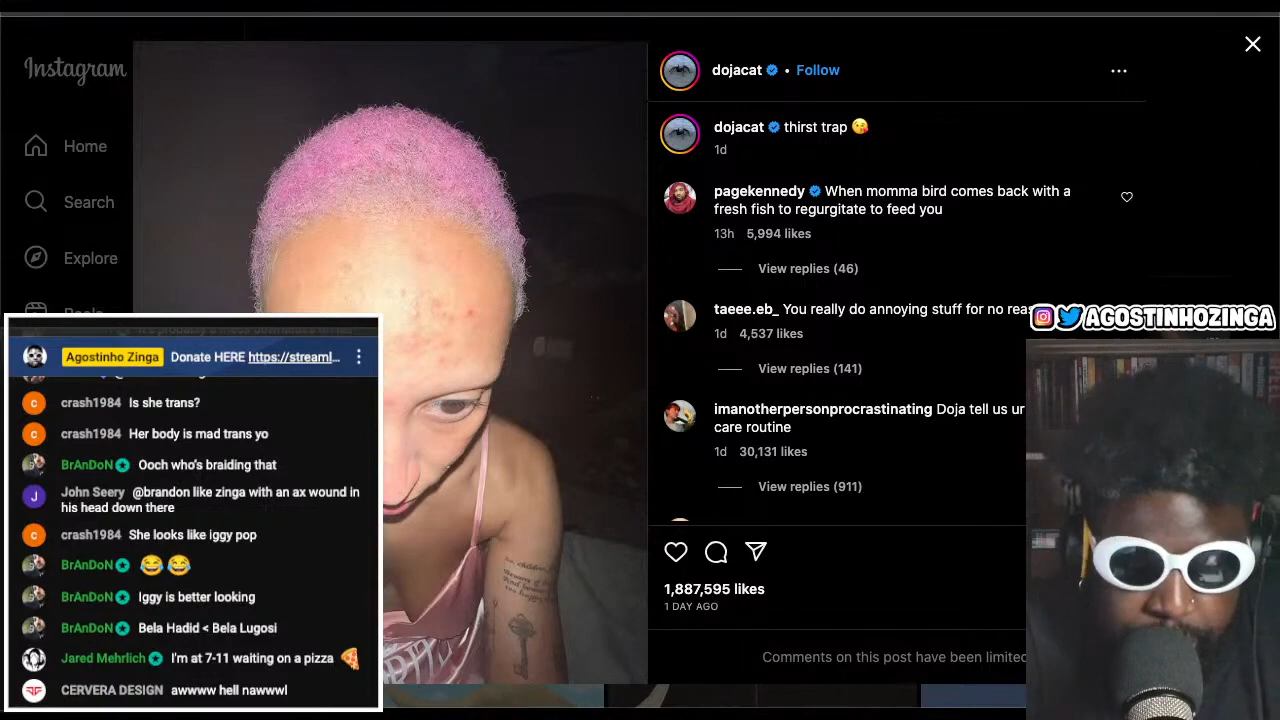 Instagram
Home
Search
Explore
Reels
dojacat • Follow
dojacat thirst trap 😘
1d
pagekennedy When momma bird comes back with a
fresh fish to regurgitate to feed you
13h 5,994 likes
View replies (46)
taeee.eb_ You really do annoying stuff for no
1d 4,537 likes
View replies (141)
imanotherpersonprocrastinating Doja tell us
care routine
1d 30,131 likes
View replies (911)
1,887,595 likes
1 DAY AGO
Comments on this post have been limited
AGOSTINHOZINGA
Agostinho Zinga Donate HERE https://streaml...
crash1984 Is she trans?
crash1984 Her body is mad trans yo
BrAnDoN Ooch who's braiding that
John Seery @brandon like zinga with an ax wound in
his head down there
crash1984 She looks like iggy pop
BrAnDoN 😂😂
BrAnDoN Iggy is better looking
BrAnDoN Bela Hadid < Bela Lugosi
Jared Mehrlich I'm at 7-11 waiting on a pizza 🍕
CERVERA DESIGN awwww hell nawwwl